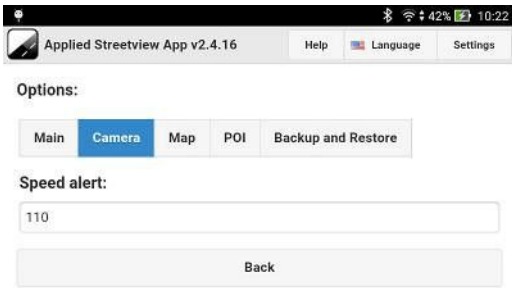 42% 10:22
Applied Streetview App v2.4.16 Help Language Settings
Options:
Main Camera Map POI Backup and Restore
Speed alert:
110
Back